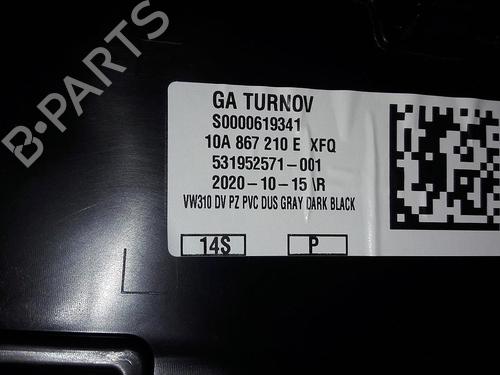 B-PARTS
GA TURNOV
S0000619341
10A 867 210 E XFQ
531952571-001
2020-10-15 AR
VW310 DV PZ PVC DUS GRAY DARK BLACK
14S P